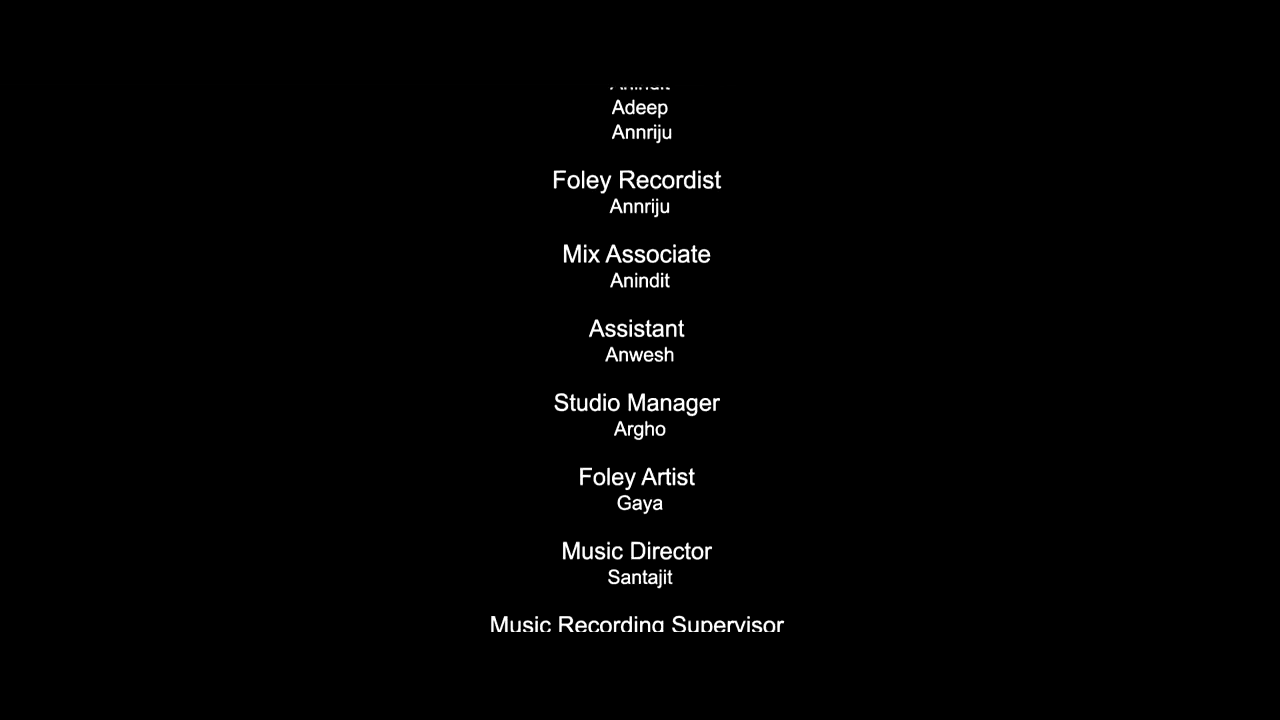 Anindit
Adeep
Annriju
Foley Recordist
Annriju
Mix Associate
Anindit
Assistant
Anwesh
Studio Manager
Argho
Foley Artist
Gaya
Music Director
Santajit
Music Recording Supervisor